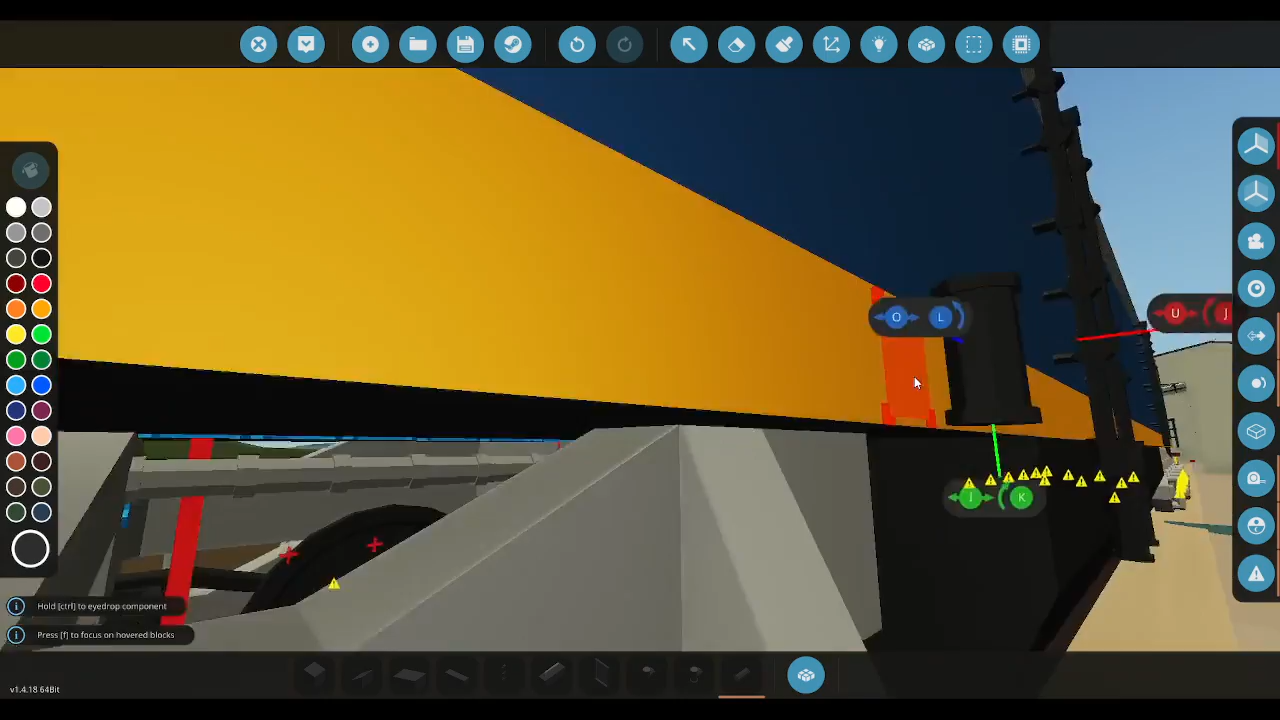 O L
U J
J K
Hold [ctrl] to eyedrop component
Press [f] to focus on hovered blocks
v1.4.18 64Bit